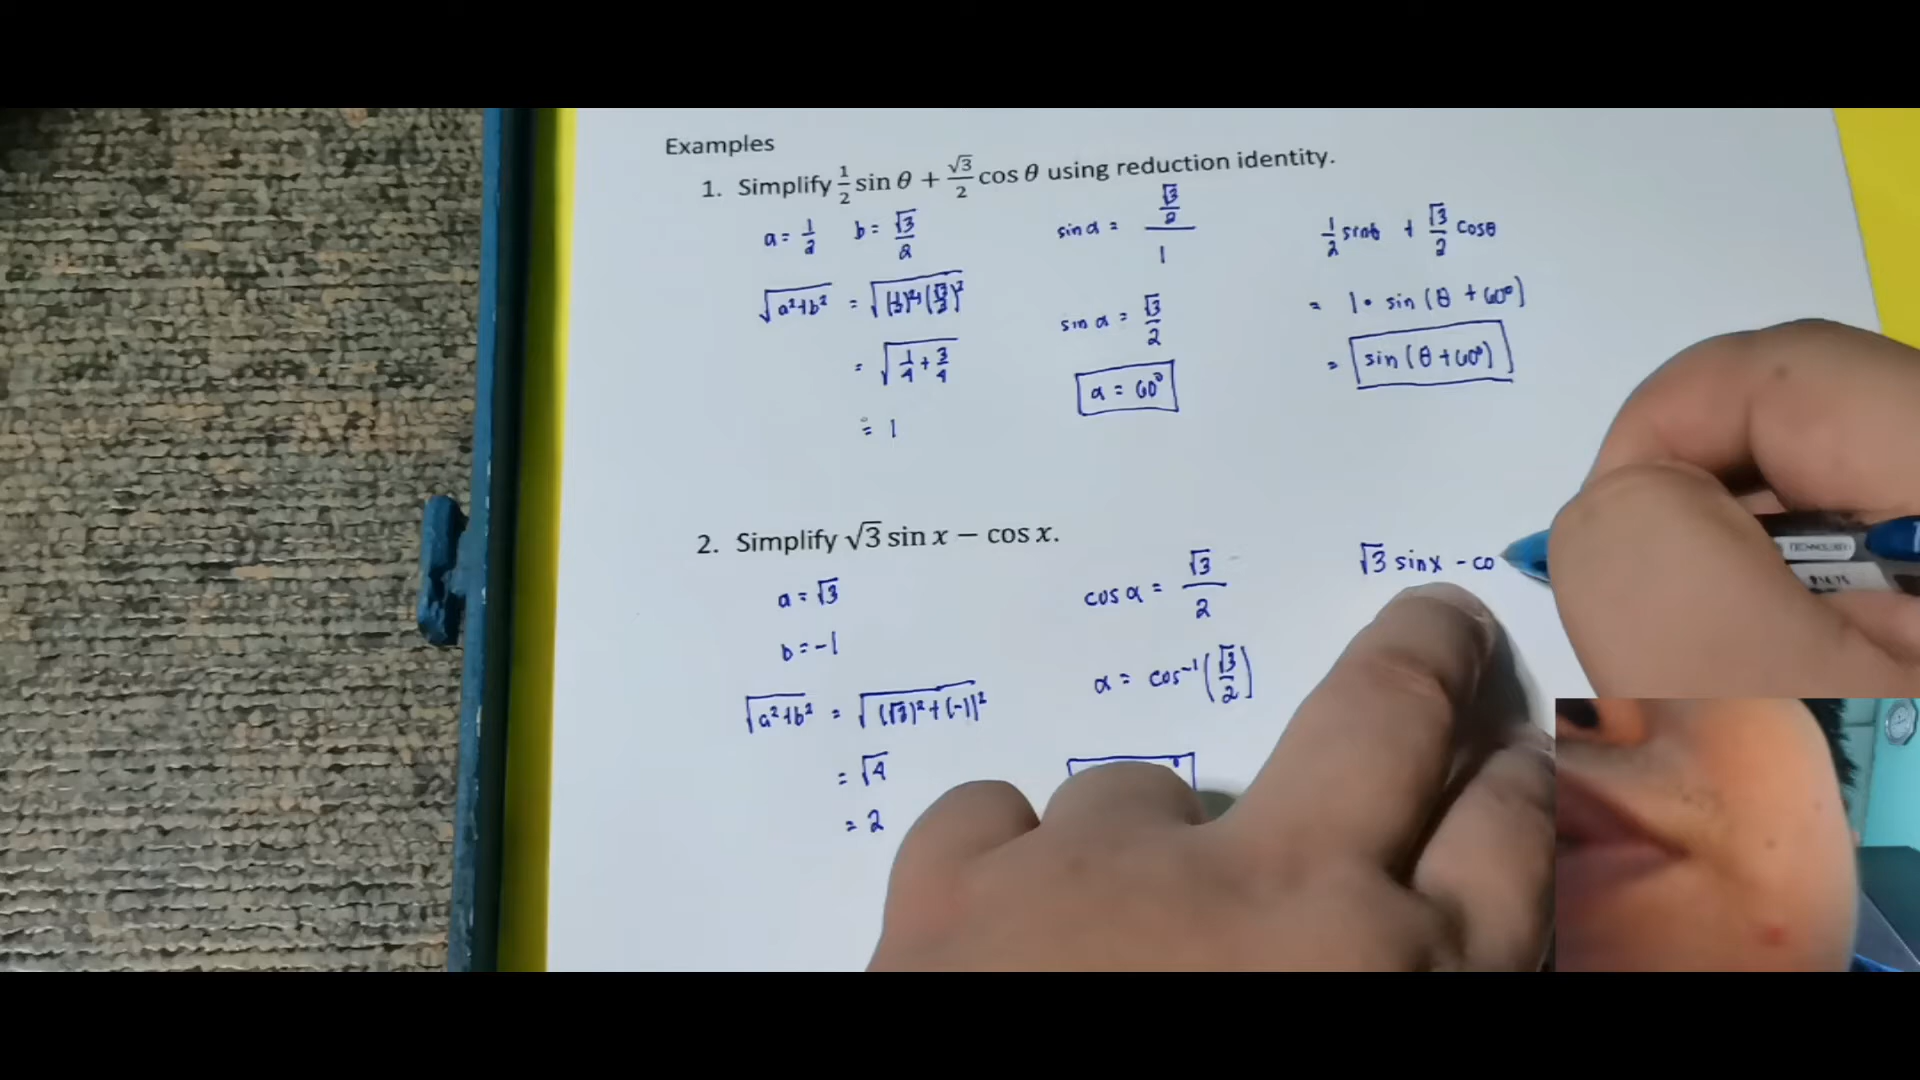 Examples
1. Simplify 1/2 sin θ + √3/2 cos θ using reduction identity.
a = 1/2 b = √3/2
√a²+b² = √(1/2)²+(√3/2)²
= √1/4 + 3/4
= 1
sin α = √3/2 / 1
sin α = √3/2
α = 60°
1/2 sinθ + √3/2 cosθ
= 1 • sin (θ + 60°)
= sin (θ + 60°)
2. Simplify √3 sin x − cos x.
a = √3
b = -1
√a²+b² = √(√3)² + (-1)²
= √4
= 2
cos α = √3/2
α = cos⁻¹(√3/2)
√3 sinx - co
TECHNOLOGY